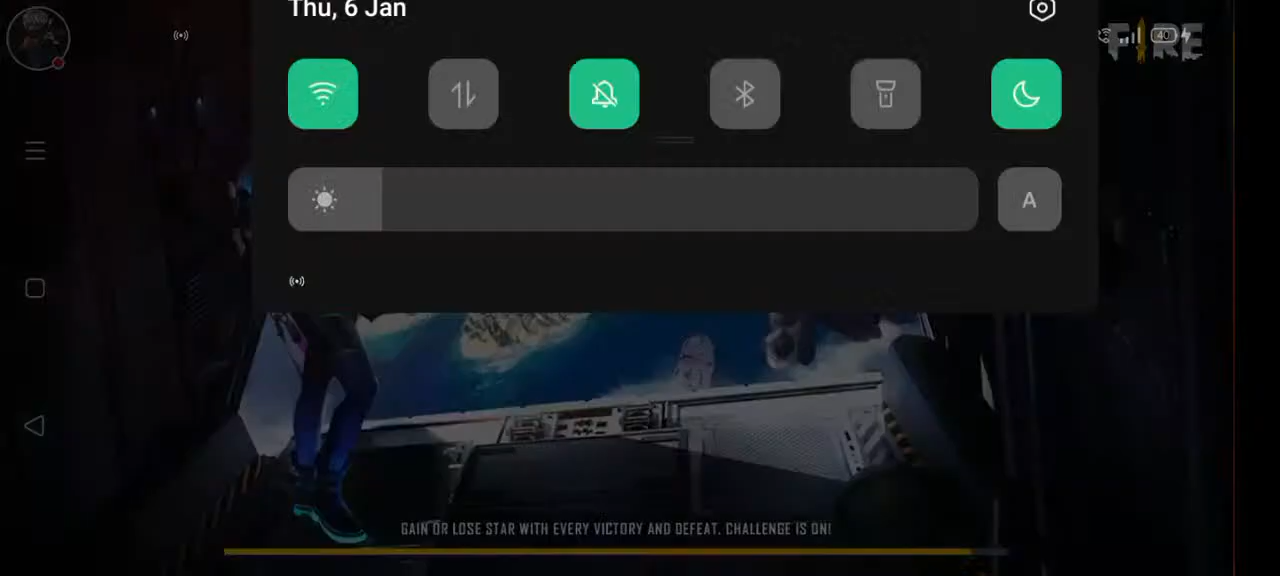 Thu, 6 Jan
FIRE
40
A
GAIN OR LOSE STAR WITH EVERY VICTORY AND DEFEAT. CHALLENGE IS ON!